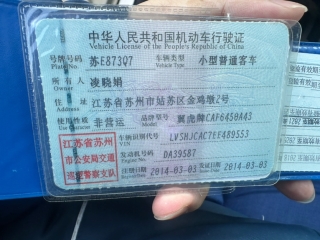 中华人民共和国机动车行驶证
Vehicle License of the People's Republic of China
号牌号码 苏E873Q7 车辆类型 小型普通客车
Plate No. Vehicle Type
所有人 凌晓娟
Owner
住址 江苏省苏州市姑苏区金鸡墩2号
Address
使用性质 非营运 品牌型号 翼虎牌CAF6450A43
Use Character Model
江苏省苏州市公安局交通巡逻警察支队
车辆识别代号 LVSHJCAC7EE489553
VIN
发动机号码 DA39587
Engine No.
注册日期 2014-03-03 发证日期 2014-03-03
Register Date Issue Date